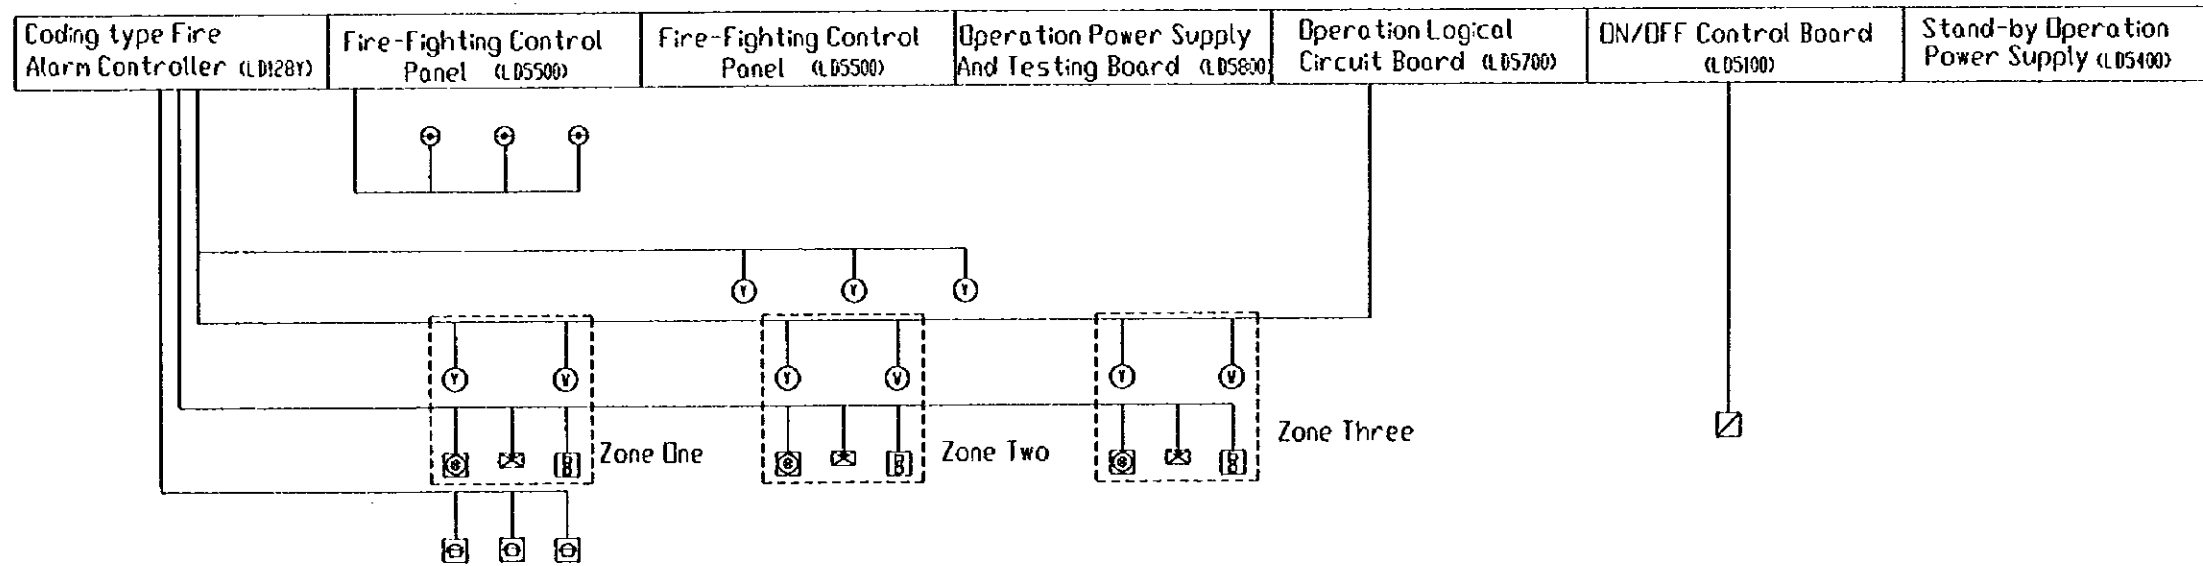 Coding type Fire
Alarm Controller (LD128Y)
Fire-Fighting Control
Panel (LD5500)
Fire-Fighting Control
Panel (LD5500)
Operation Power Supply
And Testing Board (LD5800)
Operation Logical
Circuit Board (LD5700)
ON/OFF Control Board
(LD5100)
Stand-by Operation
Power Supply (LD5400)
Y Y Y
Y W Y W Y W
Zone One
Zone Two
Zone Three